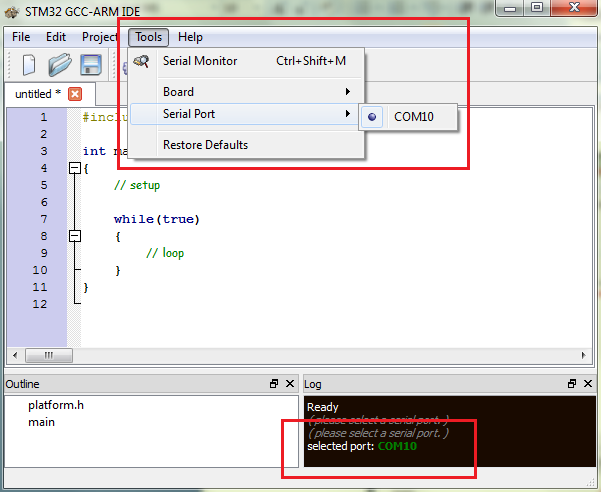 STM32 GCC-ARM IDE
File Edit Project Tools Help
Serial Monitor Ctrl+Shift+M
Board
Serial Port
COM10
Restore Defaults
untitled *
1 #inclu
2
3 int ma
4 {
5 // setup
6
7 while(true)
8 {
9 // loop
10 }
11 }
12
Outline
platform.h
main
Log
Ready
( please select a serial port. )
( please select a serial port. )
selected port: COM10